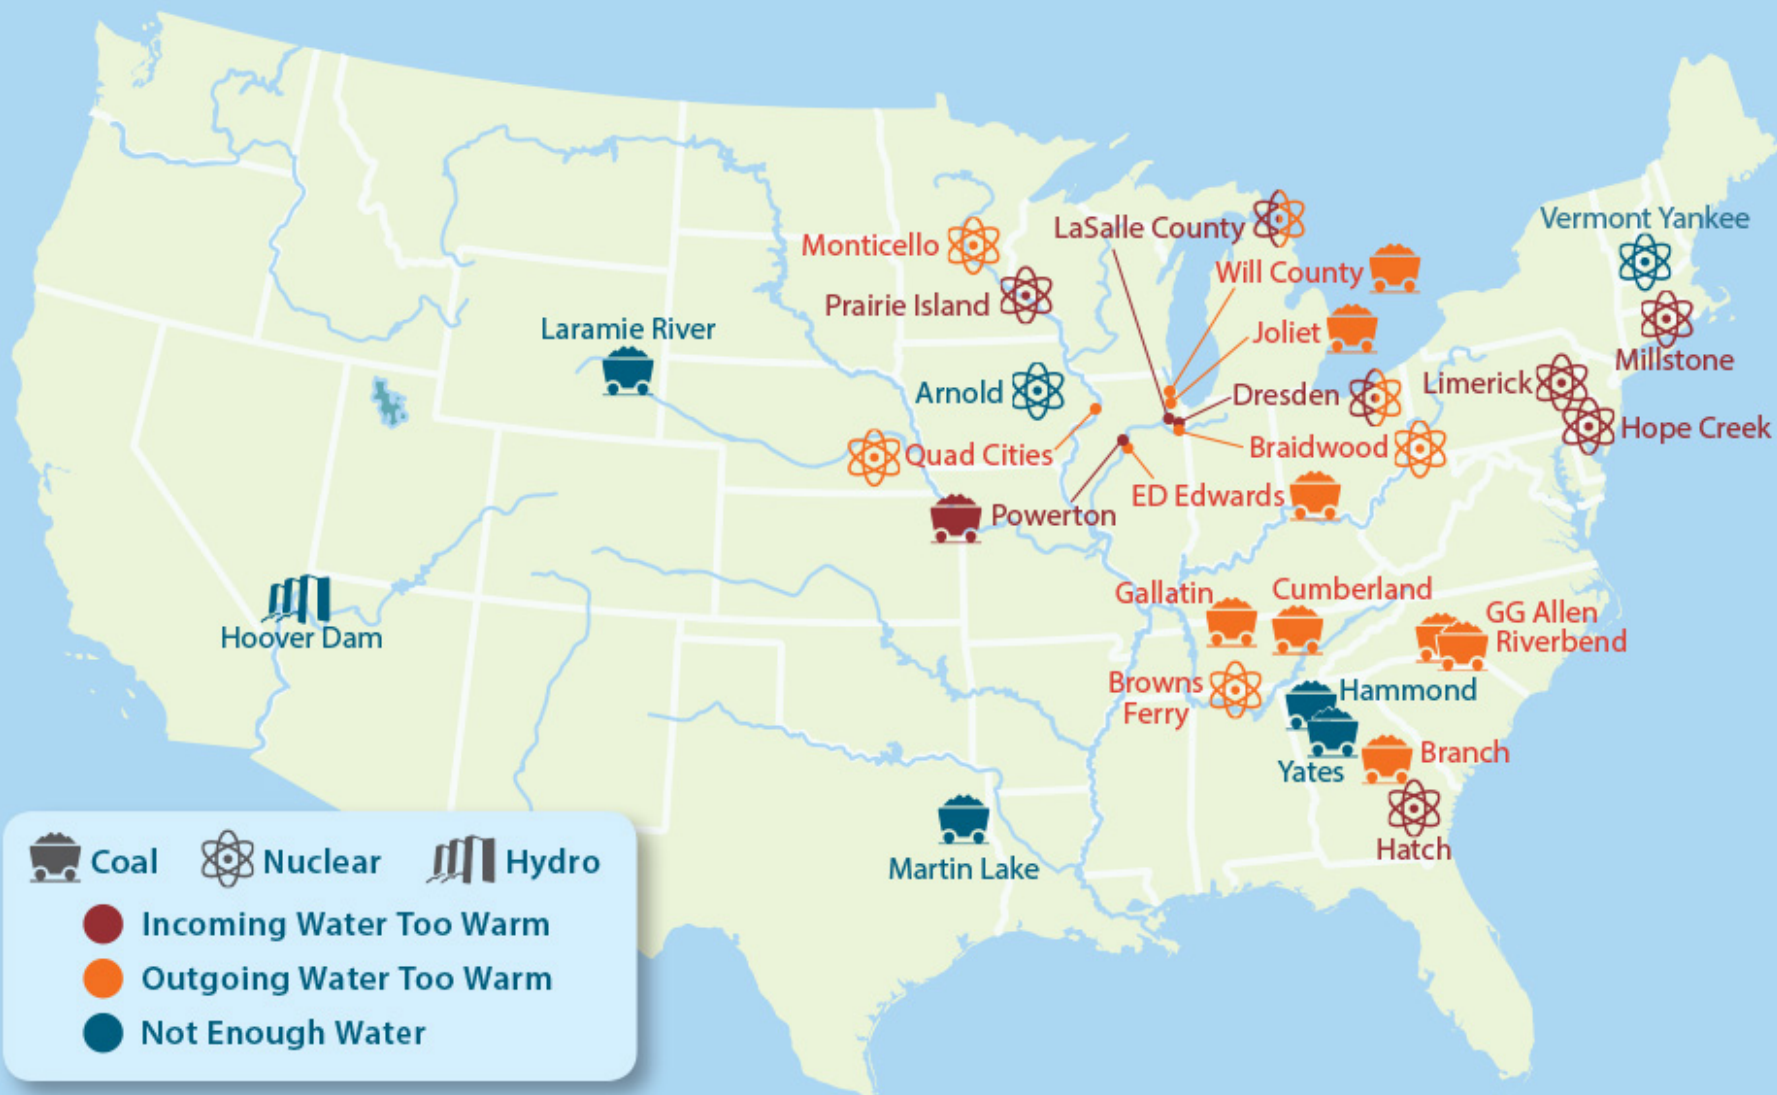 Vermont Yankee
LaSalle County
Monticello
Will County
Prairie Island
Laramie River
Joliet
Millstone
Arnold
Dresden
Limerick
Hope Creek
Quad Cities
Braidwood
ED Edwards
Powerton
Gallatin
Cumberland
GG Allen
Riverbend
Hoover Dam
Browns
Ferry
Hammond
Branch
Yates
Hatch
Martin Lake
Coal
Nuclear
Hydro
Incoming Water Too Warm
Outgoing Water Too Warm
Not Enough Water